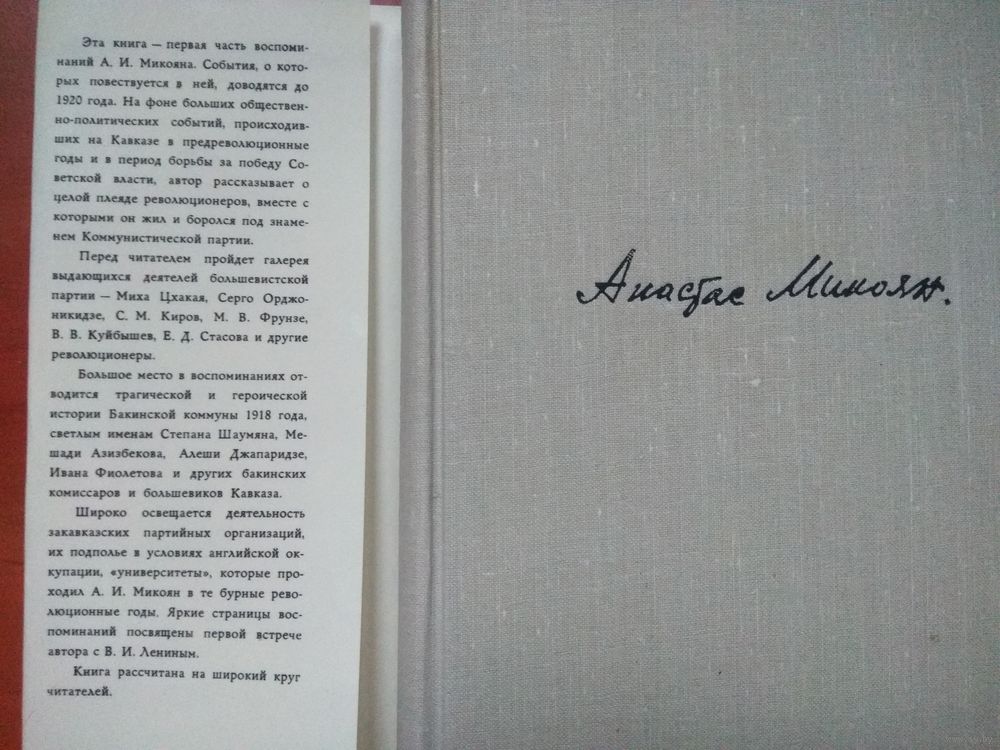 Эта книга — первая часть воспоми-
наний А. И. Микояна. События, о кото-
рых повествуется в ней, доводятся до
1920 года. На фоне больших обществен-
но-политических событий, происходив-
ших на Кавказе в предреволюционные
годы и в период борьбы за победу Со-
ветской власти, автор рассказывает о
целой плеяде революционеров, вместе с
которыми он жил и боролся под знаме-
нем Коммунистической партии.
Перед читателем пройдет галерея
выдающихся деятелей большевистской
партии — Миха Цхакая, Серго Орджо-
никидзе, С. М. Киров, М. В. Фрунзе,
В. В. Куйбышев, Е. Д. Стасова и другие
революционеры.
Большое место в воспоминаниях от-
водится трагической и героической
истории Бакинской коммуны 1918 года,
светлым именам Степана Шаумяна, Ме-
шади Азизбекова, Алеши Джапаридзе,
Ивана Фиолетова и других бакинских
комиссаров и большевиков Кавказа.
Широко освещается деятельность
закавказских партийных организаций,
их подполье в условиях английской ок-
купации, «университеты», которые про-
ходил А. И. Микоян в те бурные рево-
люционные годы. Яркие страницы вос-
поминаний посвящены первой встрече
автора с В. И. Лениным.
Книга рассчитана на широкий круг
читателей.
Анастас Микоян.